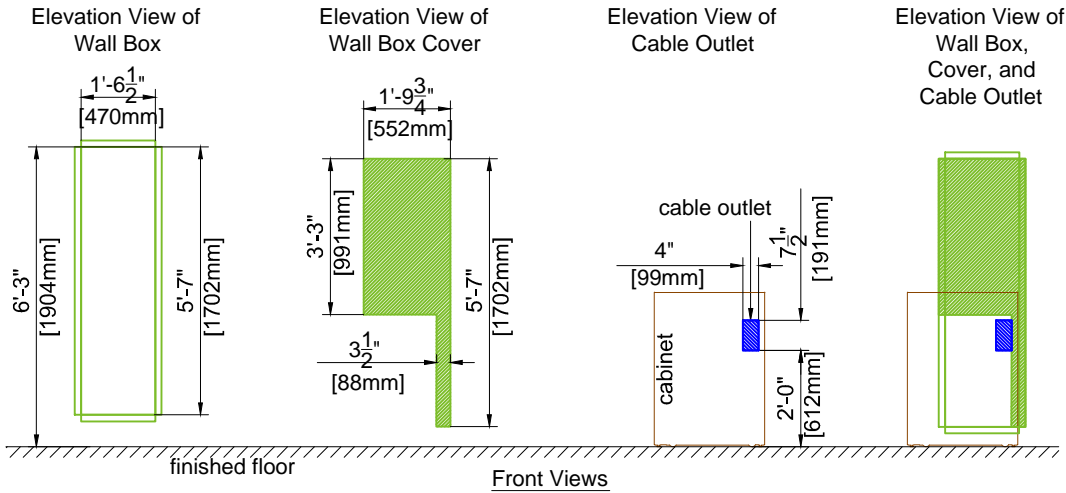 Elevation View of
Wall Box
Elevation View of
Wall Box Cover
Elevation View of
Cable Outlet
Elevation View of
Wall Box,
Cover, and
Cable Outlet
1'-6 1/2"
[470mm]
6'-3"
[1904mm]
5'-7"
[1702mm]
1'-9 3/4"
[552mm]
3'-3"
[991mm]
5'-7"
[1702mm]
3 1/2"
[88mm]
cable outlet
4"
[99mm]
7 1/2"
[191mm]
cabinet
2'-0"
[612mm]
finished floor
Front Views